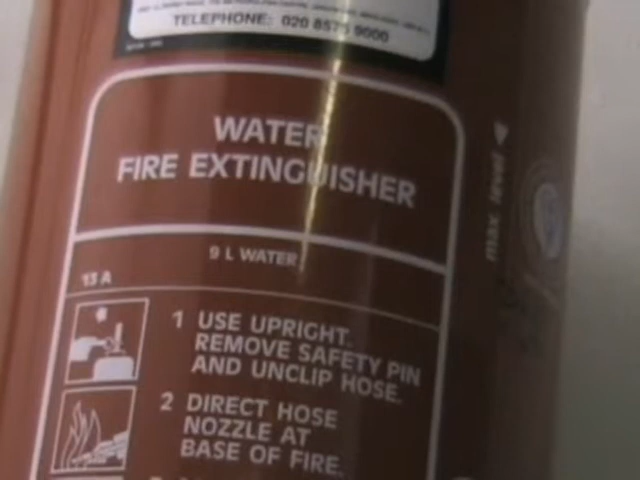 TELEPHONE: 020 8575 9000
WATER
FIRE EXTINGUISHER
9 L WATER
13 A
max. level
1 USE UPRIGHT.
REMOVE SAFETY PIN
AND UNCLIP HOSE.
2 DIRECT HOSE
NOZZLE AT
BASE OF FIRE.